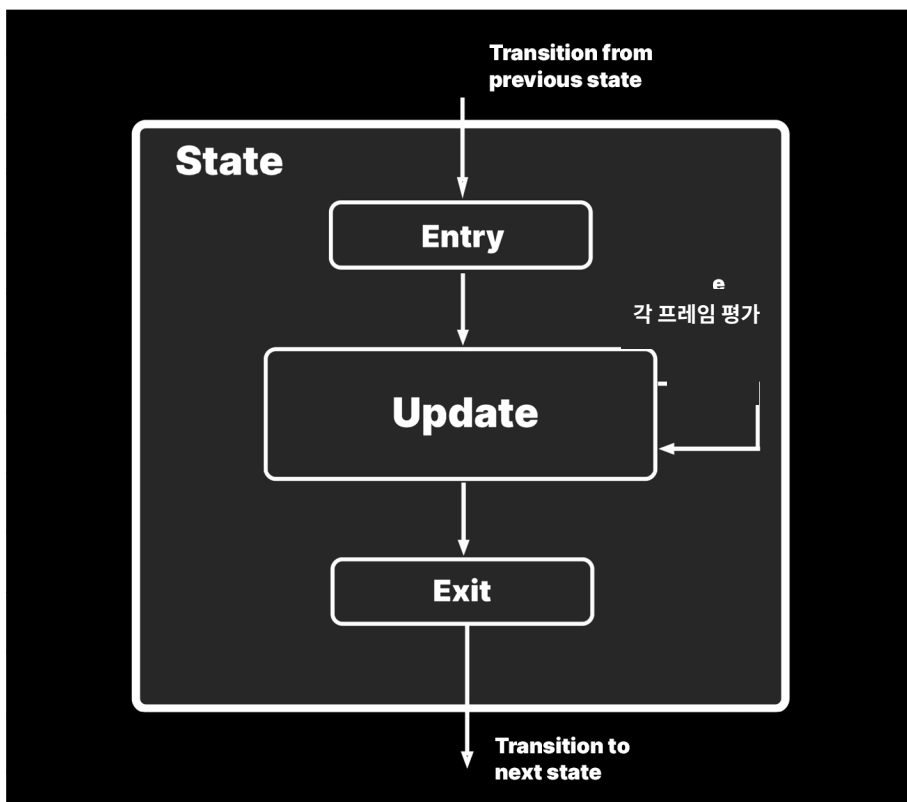 Transition from
previous state
State
Entry
e
각 프레임 평가
Update
Exit
Transition to
next state